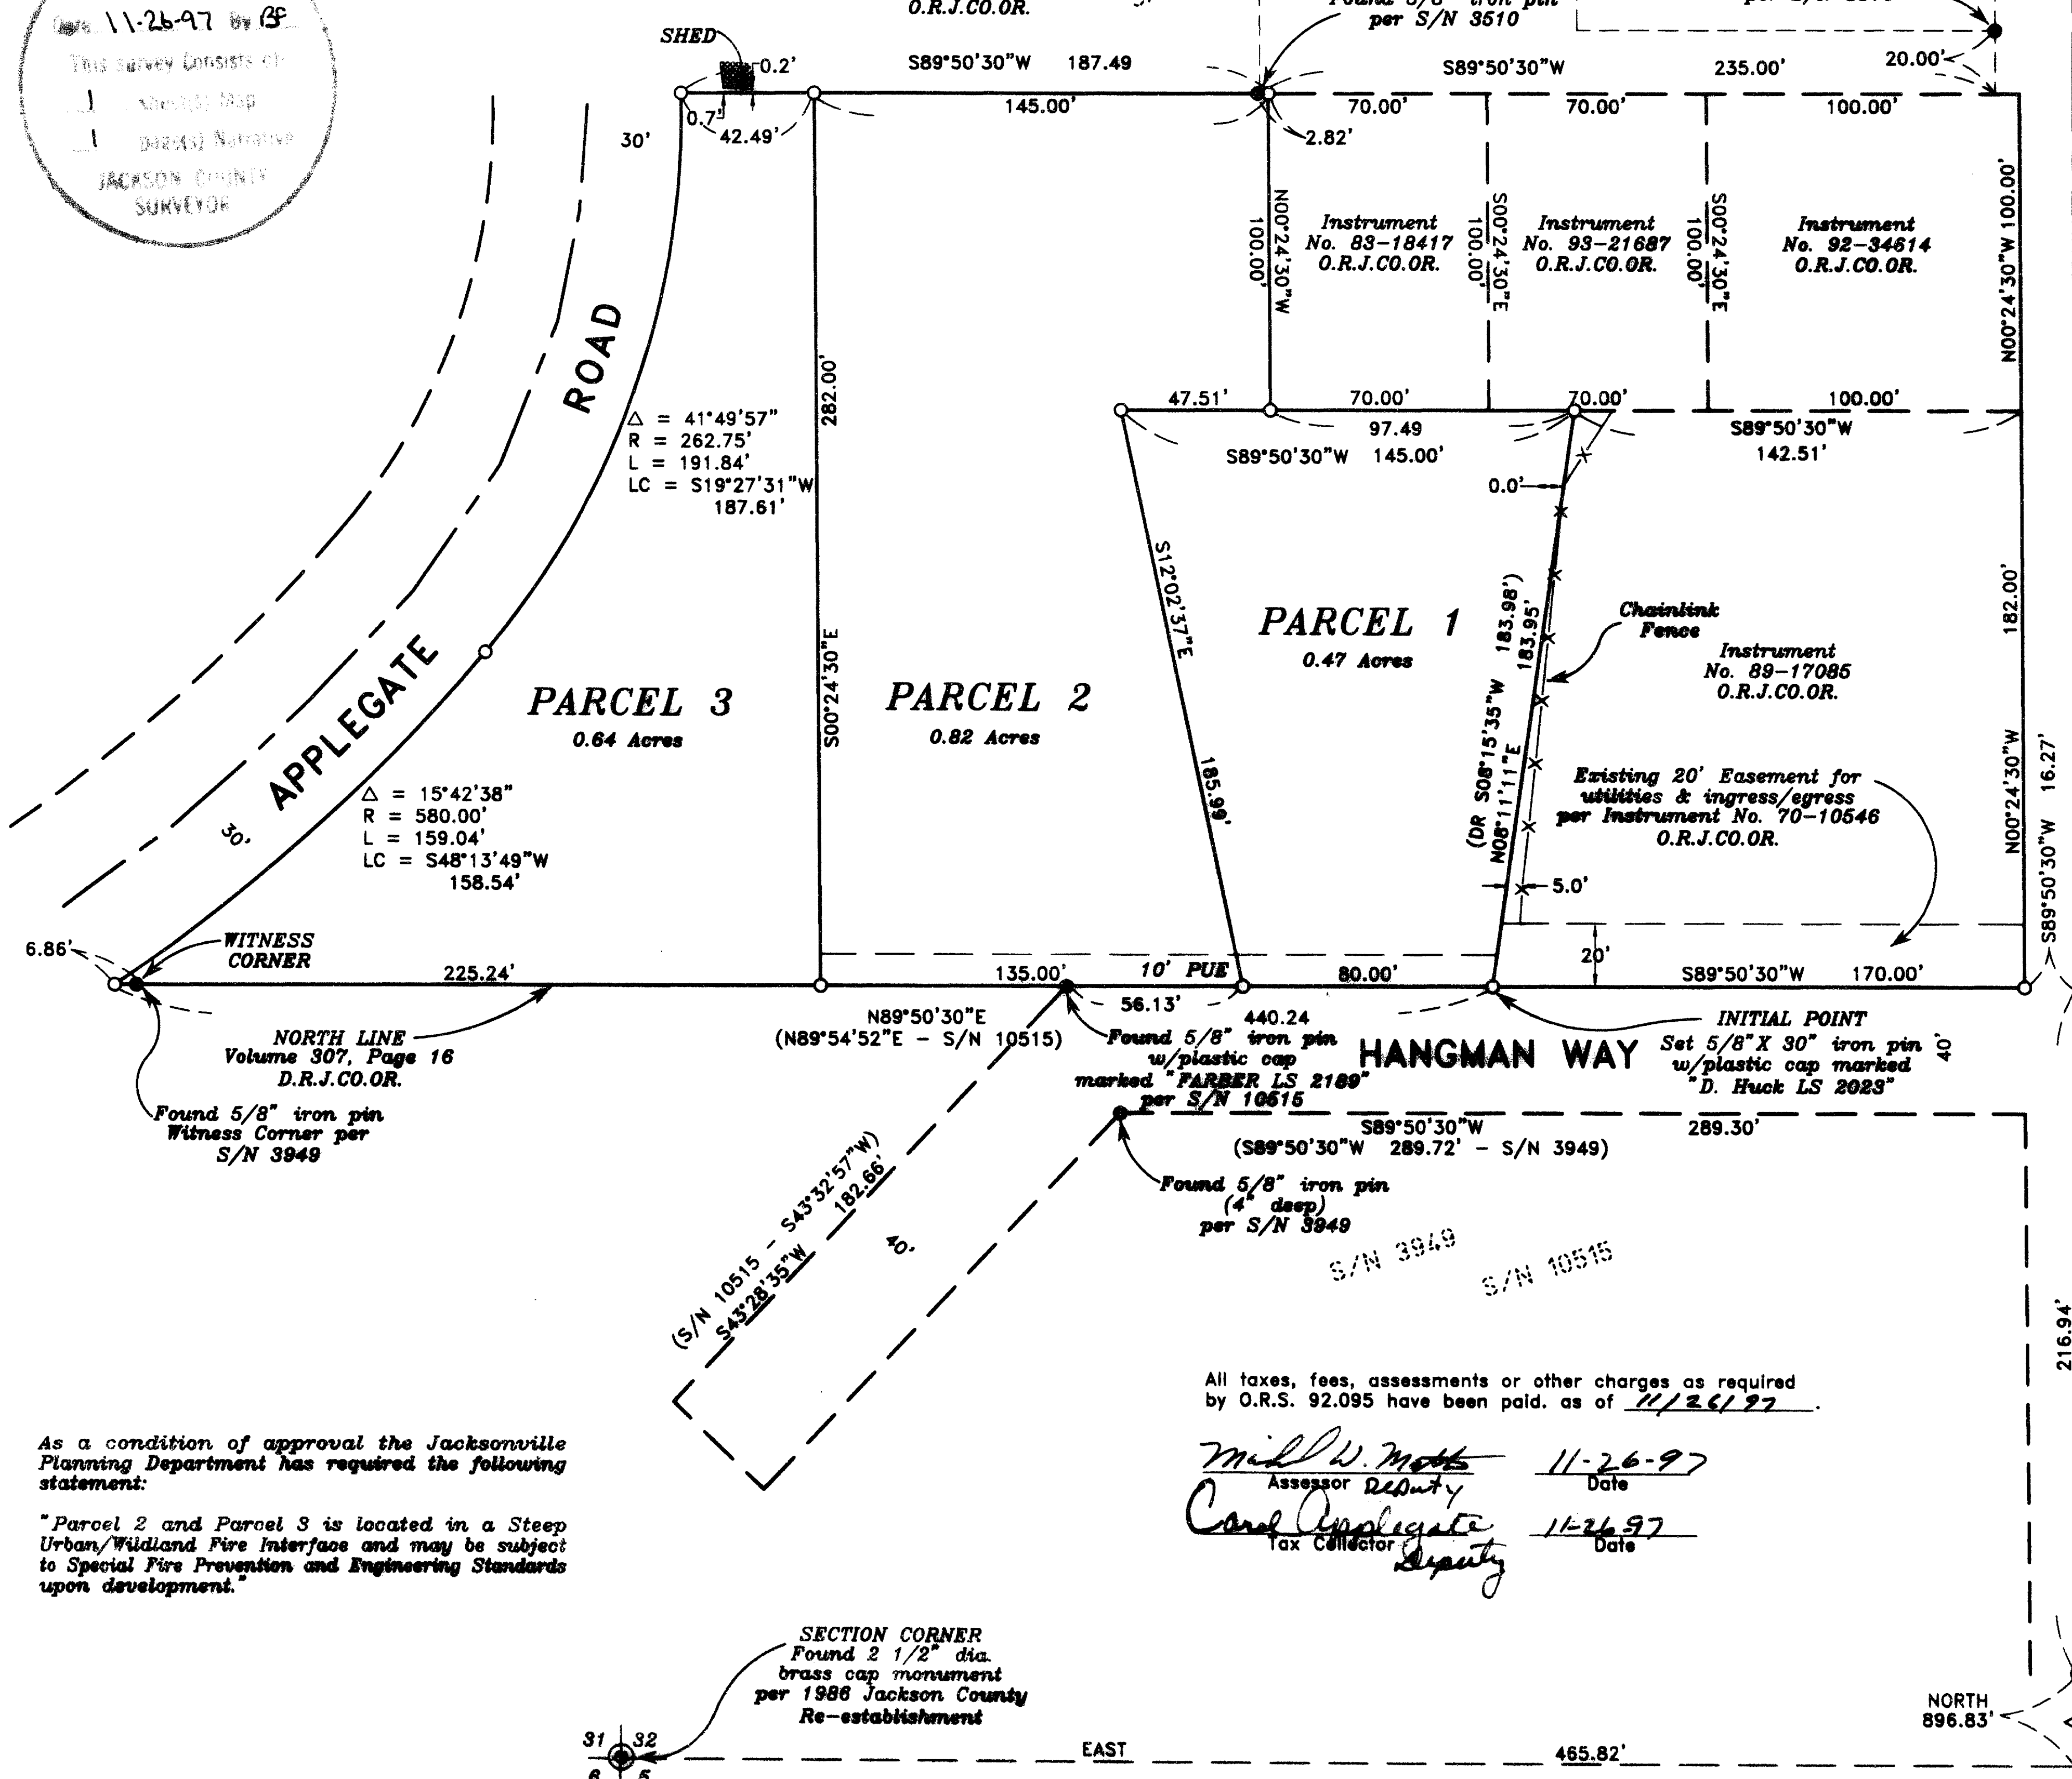 Date 11-26-97 By BF
This survey Consists of:
1 sheet(s) Map
1 page(s) Narrative
JACKSON COUNTY
SURVEYOR
O.R.J.CO.OR.
Found 5/8" iron pin
per S/N 3510
SHED
0.2'
S89°50'30"W 187.49
S89°50'30"W 235.00'
20.00'
0.7'
42.49'
145.00'
2.82'
70.00'
70.00'
100.00'
30'
N00°24'30"W
100.00'
Instrument
No. 83-18417
O.R.J.CO.OR.
S00°24'30"E
100.00'
Instrument
No. 93-21687
O.R.J.CO.OR.
S00°24'30"E
100.00'
Instrument
No. 92-34614
O.R.J.CO.OR.
N00°24'30"W 100.00'
APPLEGATE ROAD
282.00'
S00°24'30"E
△ = 41°49'57"
R = 262.75'
L = 191.84'
LC = S19°27'31"W
187.61'
47.51'
70.00'
70.00'
100.00'
97.49
S89°50'30"W 145.00'
S89°50'30"W
142.51'
0.0'
S12°02'37"E
185.99'
PARCEL 1
0.47 Acres
(DR S08°15'35"W 183.98')
N08°11'11"E 183.95'
Chainlink
Fence
Instrument
No. 89-17085
O.R.J.CO.OR.
182.00'
N00°24'30"W
S89°50'30"W 16.27'
PARCEL 3
0.64 Acres
PARCEL 2
0.82 Acres
Existing 20' Easement for
utilities & ingress/egress
per Instrument No. 70-10546
O.R.J.CO.OR.
△ = 15°42'38"
R = 580.00'
L = 159.04'
LC = S48°13'49"W
158.54'
30'
5.0'
20'
6.86'
WITNESS
CORNER
225.24'
135.00'
10' PUE
80.00'
S89°50'30"W 170.00'
56.13'
N89°50'30"E 440.24
(N89°54'52"E - S/N 10515)
NORTH LINE
Volume 307, Page 16
D.R.J.CO.OR.
Found 5/8" iron pin
w/plastic cap
marked "FARBER LS 2189"
per S/N 10515
HANGMAN WAY
INITIAL POINT
Set 5/8"X 30" iron pin
w/plastic cap marked
"D. Huck LS 2023"
40'
Found 5/8" iron pin
Witness Corner per
S/N 3949
S89°50'30"W 289.30'
(S89°50'30"W 289.72' - S/N 3949)
Found 5/8" iron pin
(4" deep)
per S/N 3949
(S/N 10515 - S43°32'57"W)
S43°28'35"W 182.66'
40'
S/N 3949
S/N 10515
216.94'
All taxes, fees, assessments or other charges as required
by O.R.S. 92.095 have been paid. as of 11/26/97.
11-26-97
Assessor Deputy
Date
Carol Applegate 11-26-97
Tax Collector Deputy
Date
As a condition of approval the Jacksonville
Planning Department has required the following
statement:
"Parcel 2 and Parcel 3 is located in a Steep
Urban/Wildland Fire Interface and may be subject
to Special Fire Prevention and Engineering Standards
upon development."
SECTION CORNER
Found 2 1/2" dia.
brass cap monument
per 1986 Jackson County
Re-establishment
31 32
6 5
EAST 465.82'
NORTH
896.83'